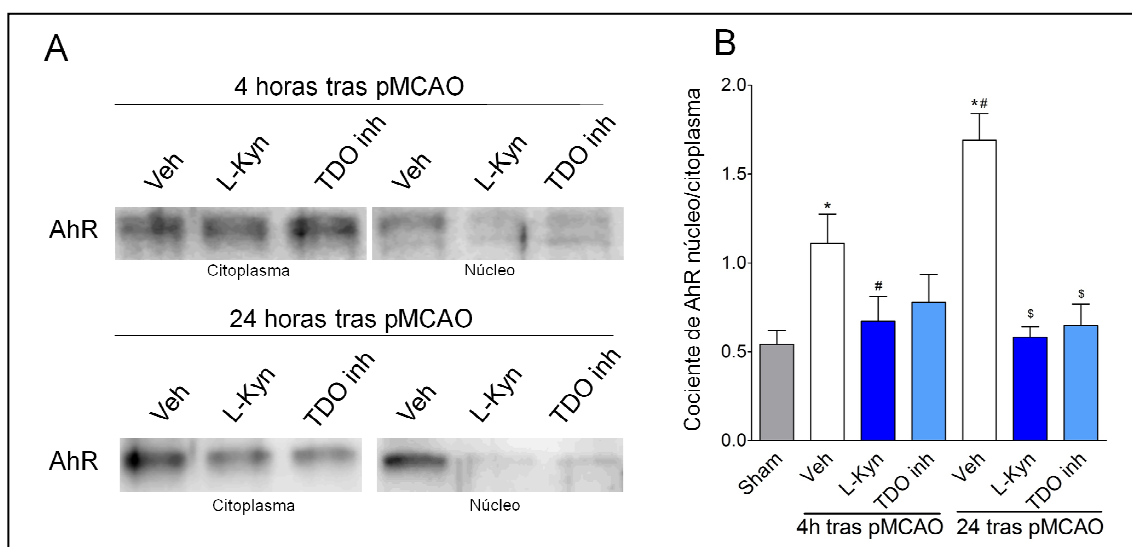 A
4 horas tras pMCAO
Veh L-Kyn TDO inh Veh L-Kyn TDO inh
AhR
Citoplasma Núcleo
24 horas tras pMCAO
Veh L-Kyn TDO inh Veh L-Kyn TDO inh
AhR
Citoplasma Núcleo
B
Cociente de AhR núcleo/citoplasma
2.0
1.5
1.0
0.5
0.0
*
#
*#
$
$
Sham Veh L-Kyn TDO inh Veh L-Kyn TDO inh
4h tras pMCAO 24 tras pMCAO